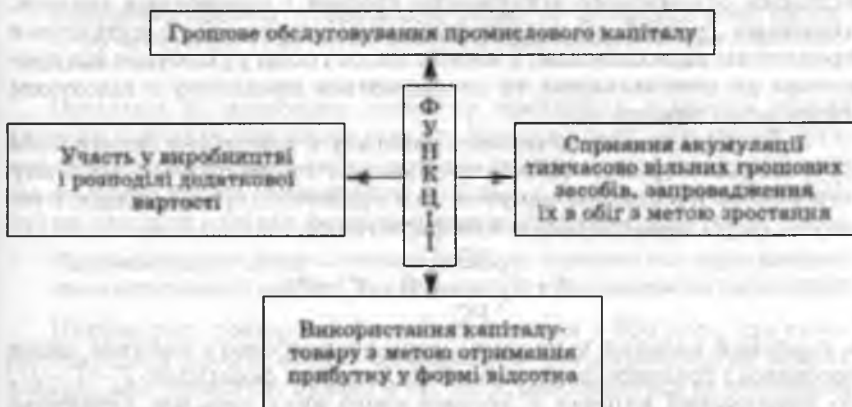 Грошове обслуговування промислового капіталу
Участь у виробництві
і розподілі додаткової
вартості
ФУНКЦІЇ
Сприяння акумуляції
тимчасово вільних грошових
засобів, запровадження
їх в обіг з метою зростання
Використання капіталу-
товару з метою отримання
прибутку у формі відсотка